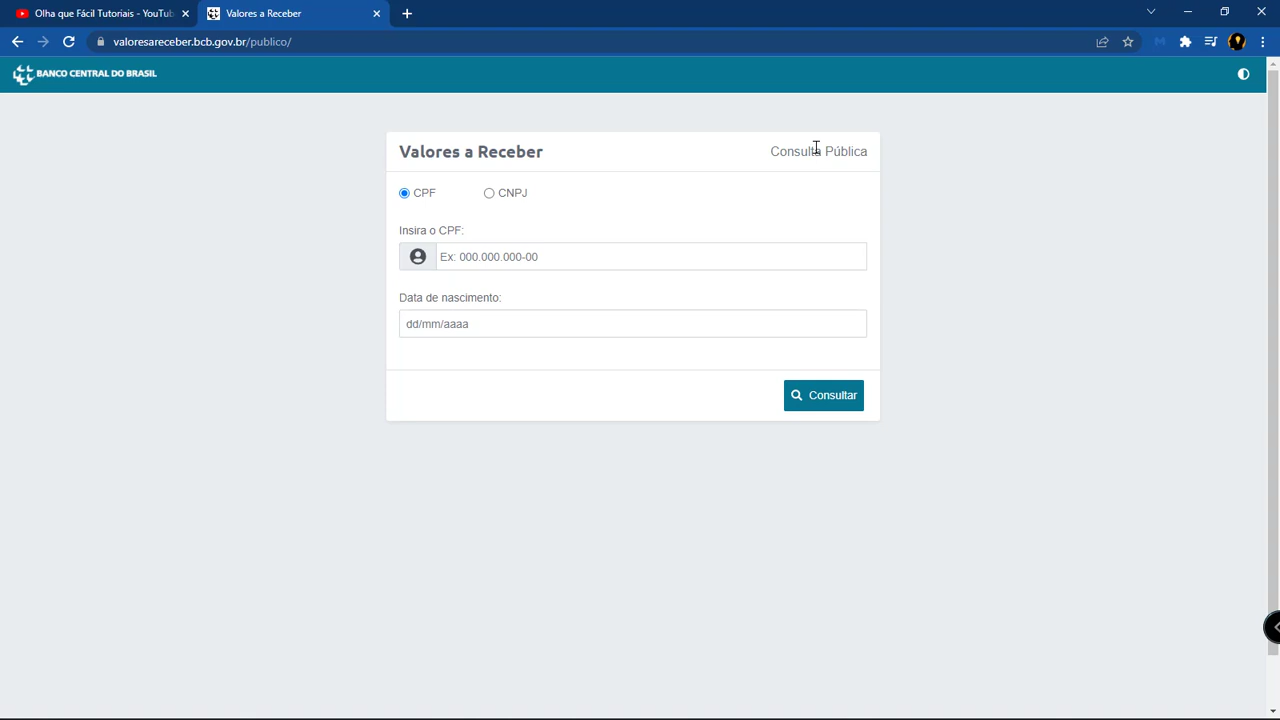 Olha que Fácil Tutoriais - YouTub
Valores a Receber
valoresareceber.bcb.gov.br/publico/
BANCO CENTRAL DO BRASIL
Valores a Receber
Consulta Pública
CPF
CNPJ
Insira o CPF:
Ex: 000.000.000-00
Data de nascimento:
dd/mm/aaaa
Consultar